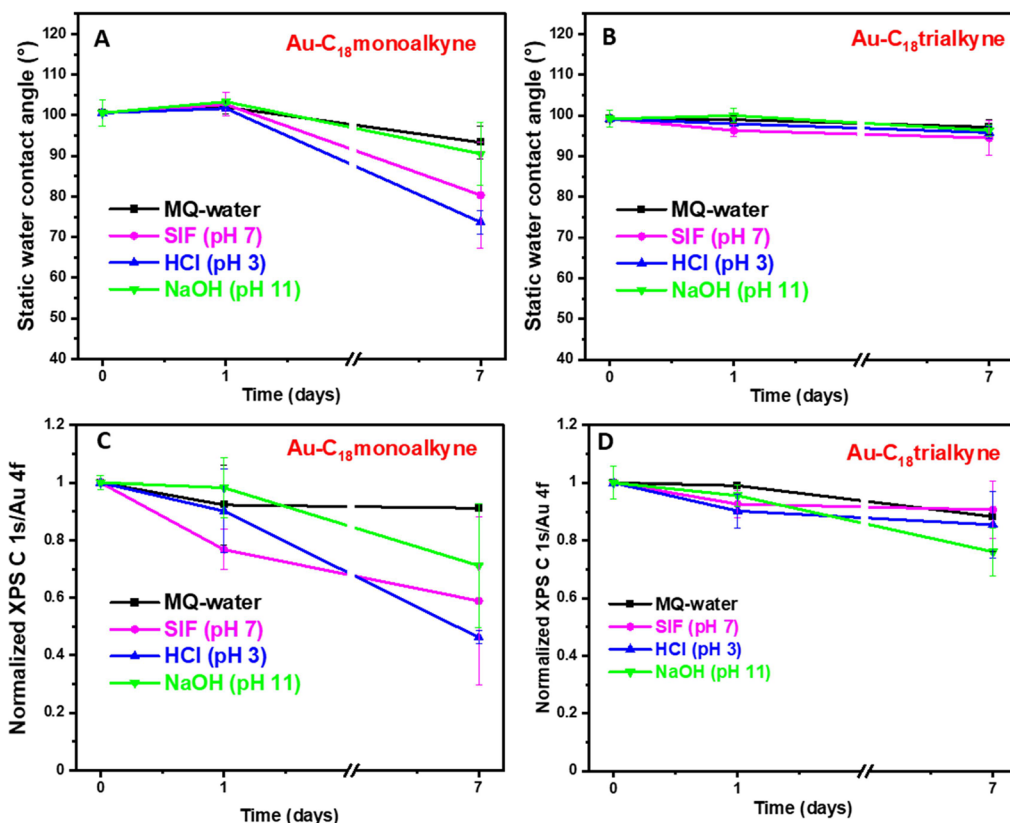 A
Au-C18monoalkyne
Static water contact angle (°)
120
110
100
90
80
70
60
50
40
MQ-water
SIF (pH 7)
HCl (pH 3)
NaOH (pH 11)
0
1
7
Time (days)
B
Au-C18trialkyne
Static water contact angle (°)
120
110
100
90
80
70
60
50
40
MQ-water
SIF (pH 7)
HCl (pH 3)
NaOH (pH 11)
0
1
7
Time (days)
C
Au-C18monoalkyne
Normalized XPS C 1s/Au 4f
1.2
1
0.8
0.6
0.4
0.2
0
MQ-water
SIF (pH 7)
HCl (pH 3)
NaOH (pH 11)
0
1
7
Time (days)
D
Au-C18trialkyne
Normalized XPS C 1s/Au 4f
1.2
1
0.8
0.6
0.4
0.2
0
MQ-water
SIF (pH 7)
HCl (pH 3)
NaOH (pH 11)
0
1
7
Time (days)